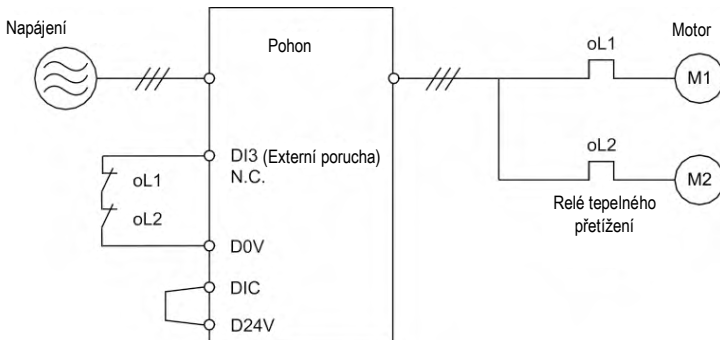 Napájení
Pohon
oL1
Motor
M1
DI3 (Externí porucha)
N.C.
oL1
oL2
D0V
DIC
D24V
oL2
M2
Relé tepelného
přetížení